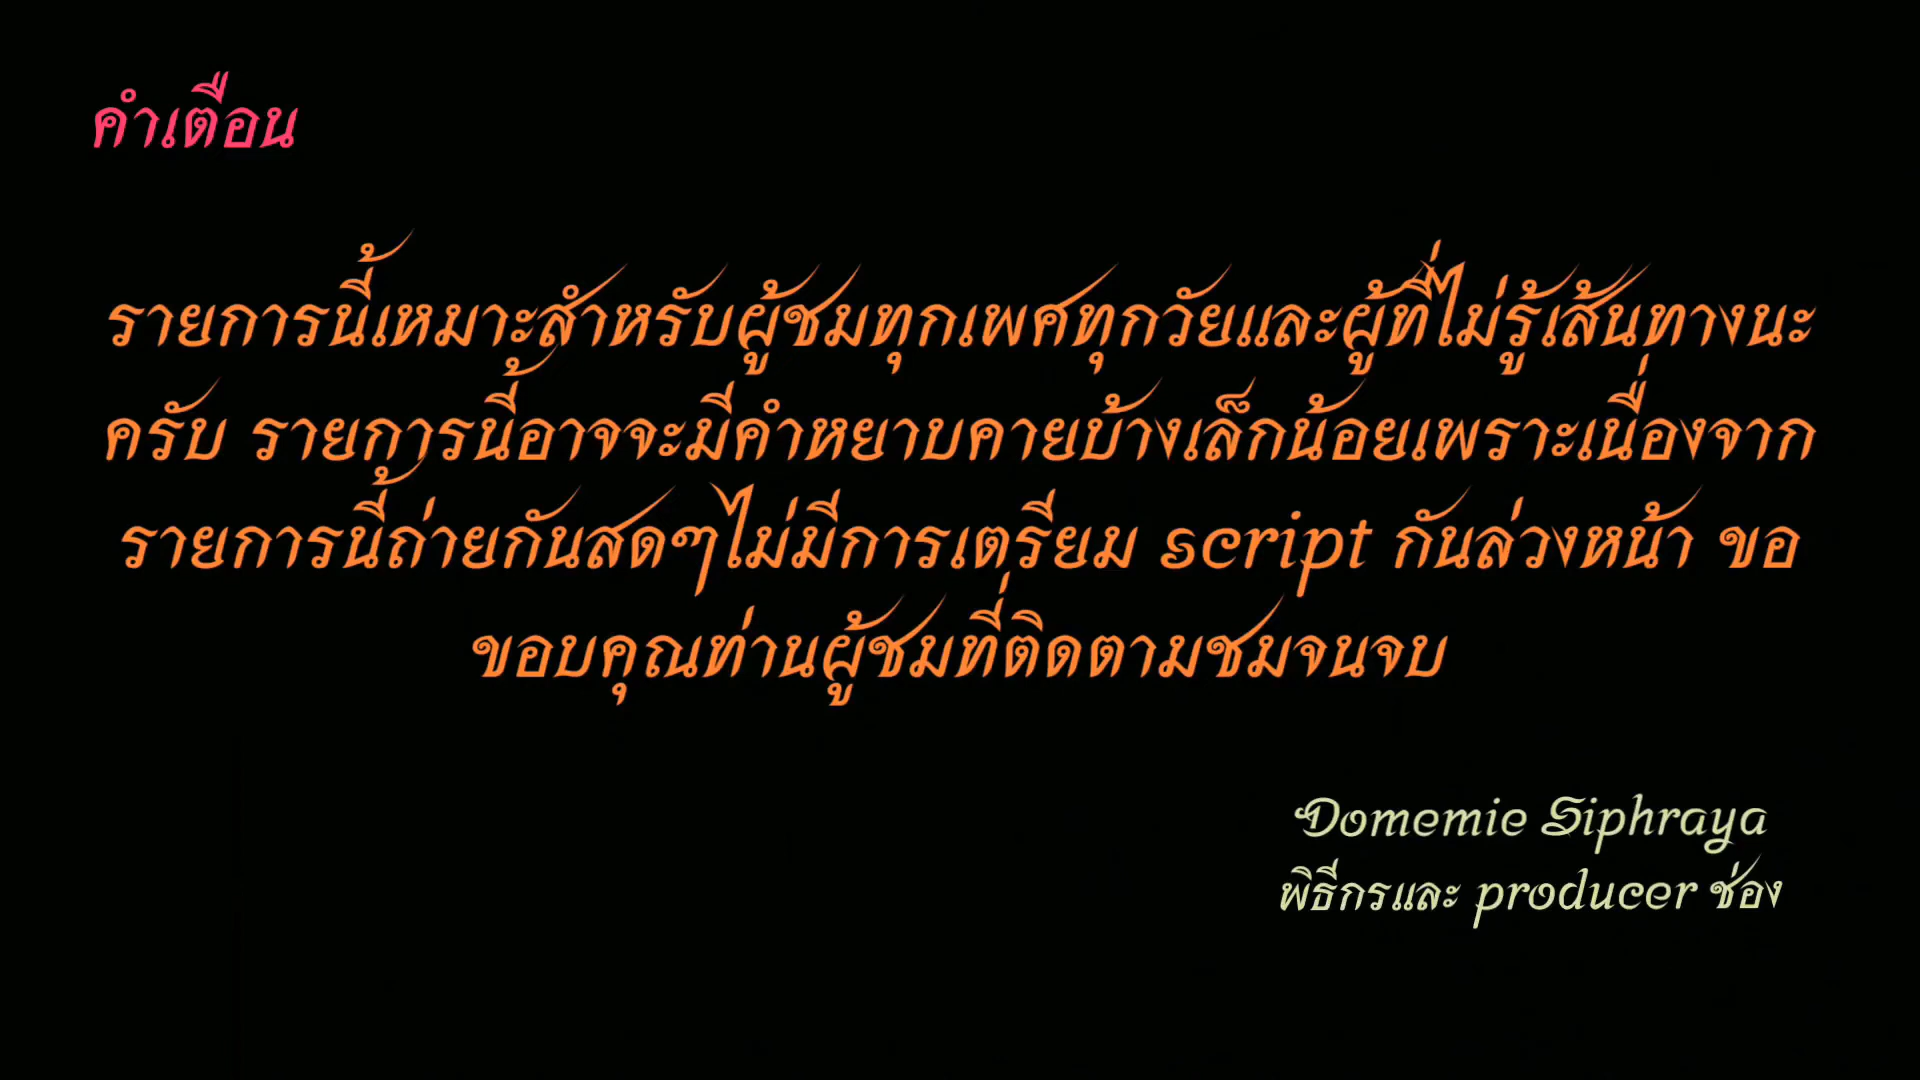 คำเตือน
รายการนี้เหมาะสำหรับผู้ชมทุกเพศทุกวัยและผู้ที่ไม่รู้เส้นทางนะ
ครับ รายการนี้อาจจะมีคำหยาบคายบ้างเล็กน้อยเพราะเนื่องจาก
รายการนี้ถ่ายกันสดๆไม่มีการเตรียม script กันล่วงหน้า ขอ
ขอบคุณท่านผู้ชมที่ติดตามชมจนจบ
Domemie Siphraya
พิธีกรและ producer ช่อง